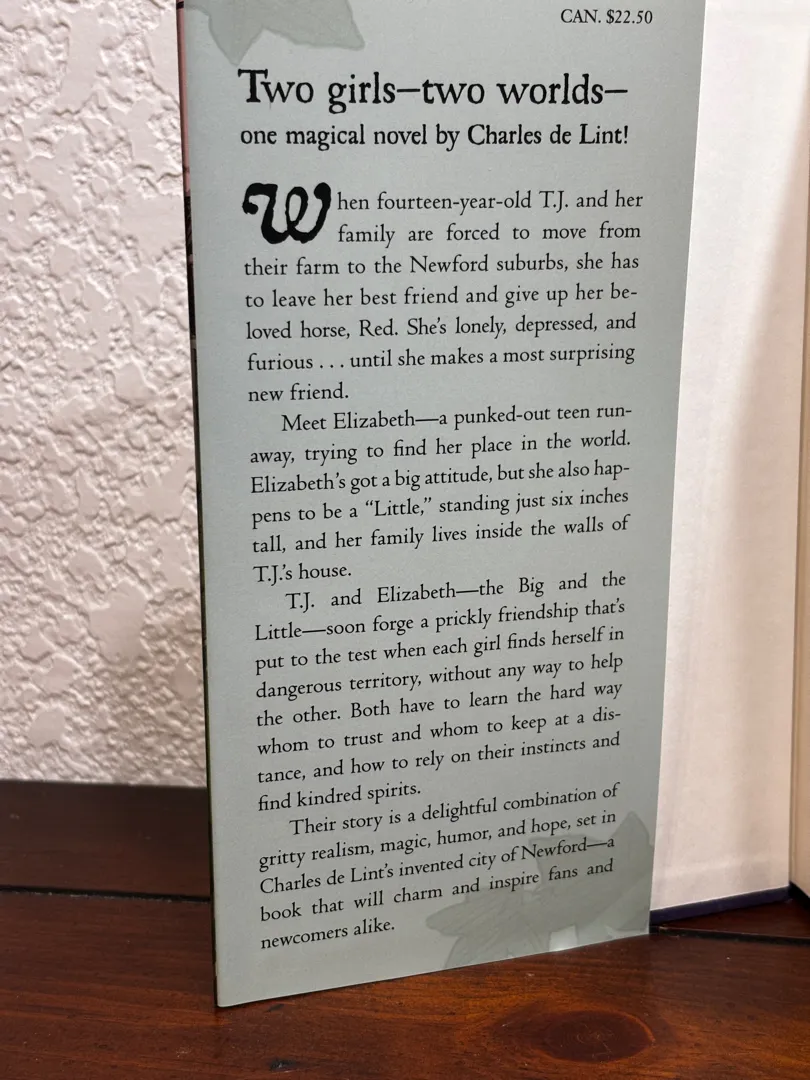 CAN. $22.50
Two girls—two worlds—
one magical novel by Charles de Lint!
When fourteen-year-old T.J. and her
family are forced to move from
their farm to the Newford suburbs, she has
to leave her best friend and give up her be-
loved horse, Red. She's lonely, depressed, and
furious . . . until she makes a most surprising
new friend.
Meet Elizabeth—a punked-out teen run-
away, trying to find her place in the world.
Elizabeth's got a big attitude, but she also hap-
pens to be a “Little,” standing just six inches
tall, and her family lives inside the walls of
T.J.'s house.
T.J. and Elizabeth—the Big and the
Little—soon forge a prickly friendship that's
put to the test when each girl finds herself in
dangerous territory, without any way to help
the other. Both have to learn the hard way
whom to trust and whom to keep at a dis-
tance, and how to rely on their instincts and
find kindred spirits.
Their story is a delightful combination of
gritty realism, magic, humor, and hope, set in
Charles de Lint's invented city of Newford—a
book that will charm and inspire fans and
newcomers alike.